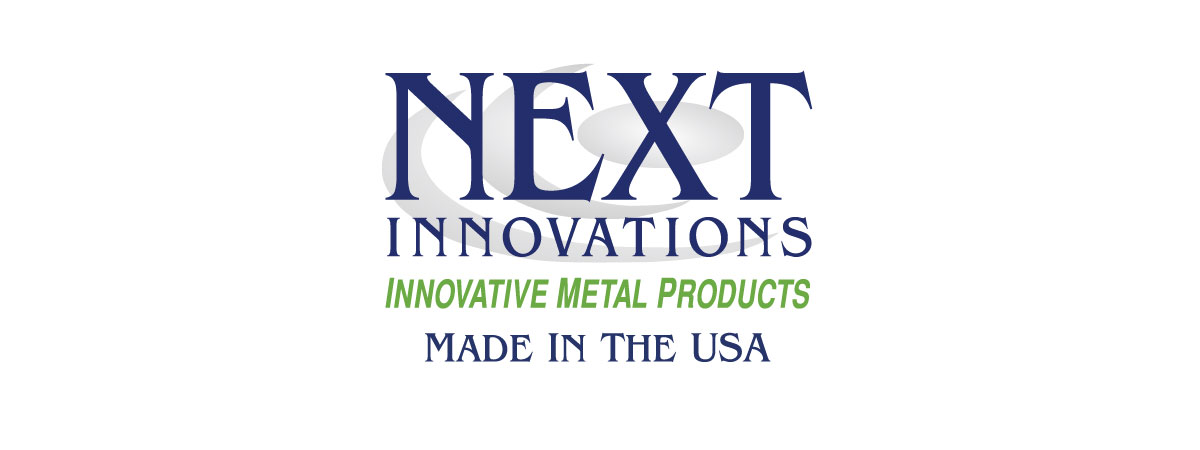 NEXT
INNOVATIONS
INNOVATIVE METAL PRODUCTS
MADE IN THE USA